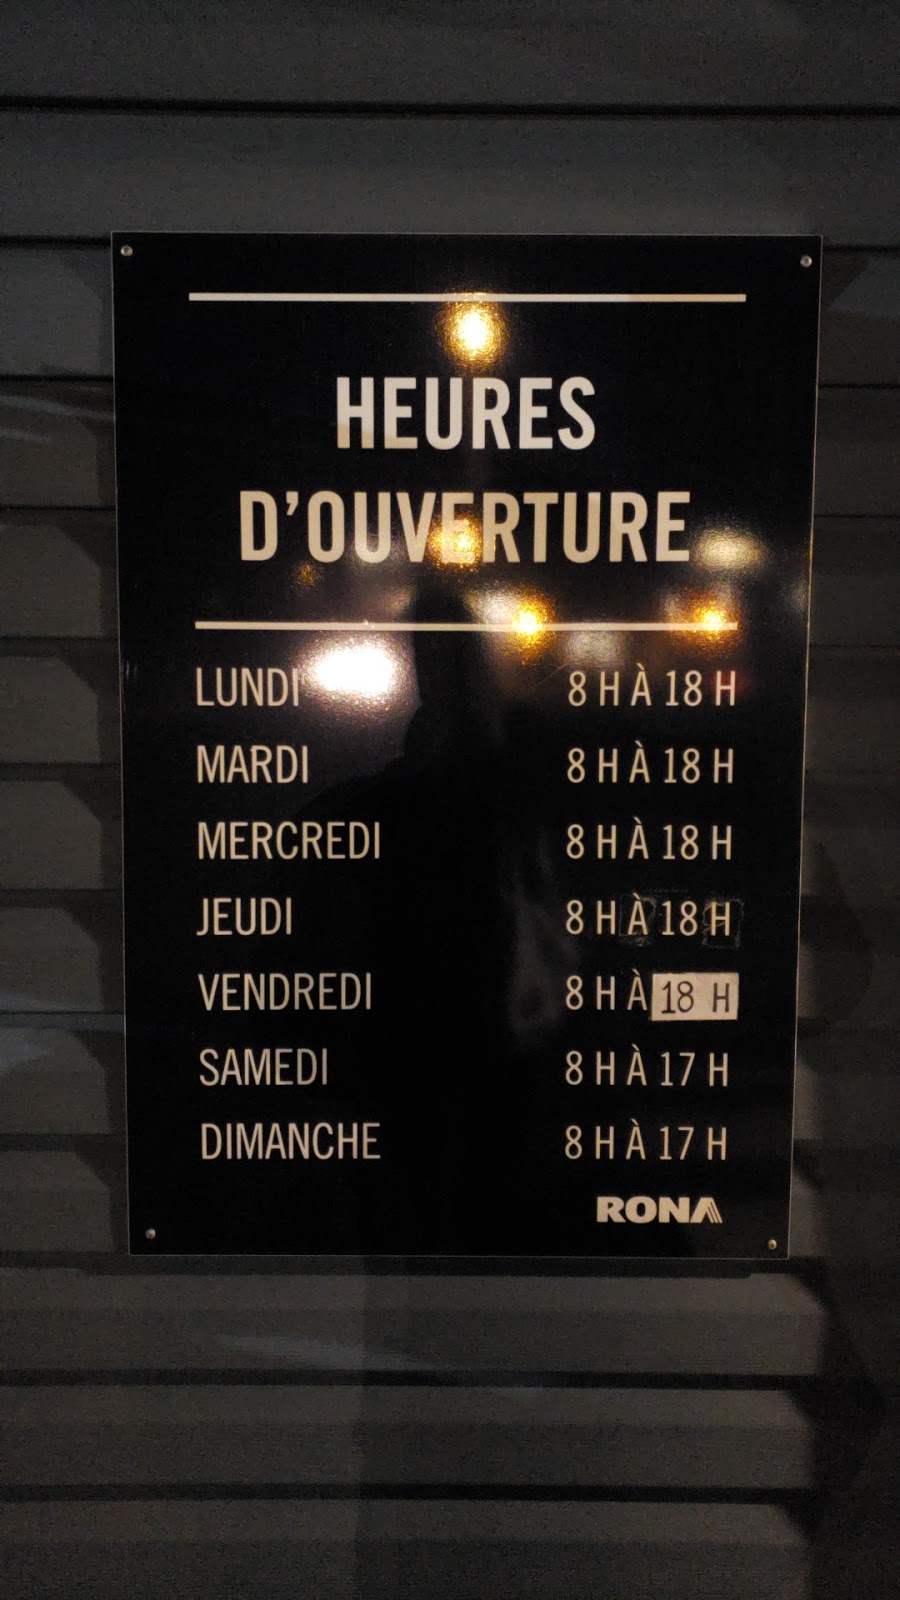 HEURES
D'OUVERTURE
LUNDI 8 H À 18 H
MARDI 8 H À 18 H
MERCREDI 8 H À 18 H
JEUDI 8 H À 18 H
VENDREDI 8 H À 18 H
SAMEDI 8 H À 17 H
DIMANCHE 8 H À 17 H
RONA